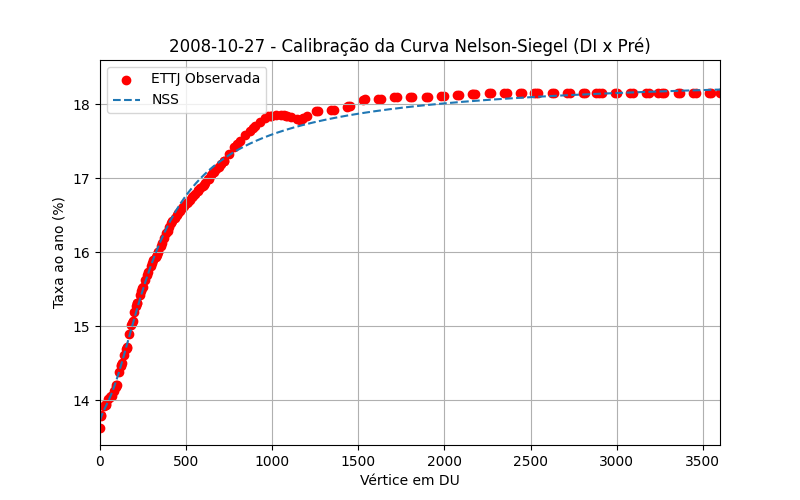 2008-10-27 - Calibração da Curva Nelson-Siegel (DI x Pré)
ETTJ Observada
NSS
Taxa ao ano (%)
18
17
16
15
14
0 500 1000 1500 2000 2500 3000 3500
Vértice em DU